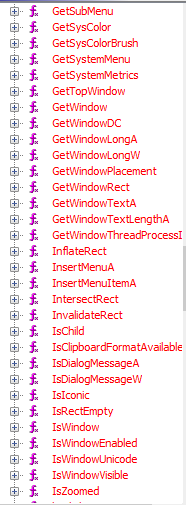 GetSubMenu
GetSysColor
GetSysColorBrush
GetSystemMenu
GetSystemMetrics
GetTopWindow
GetWindow
GetWindowDC
GetWindowLongA
GetWindowLongW
GetWindowPlacement
GetWindowRect
GetWindowTextA
GetWindowTextLengthA
GetWindowThreadProcessI
InflateRect
InsertMenuA
InsertMenuItemA
IntersectRect
InvalidateRect
IsChild
IsClipboardFormatAvailable
IsDialogMessageA
IsDialogMessageW
IsIconic
IsRectEmpty
IsWindow
IsWindowEnabled
IsWindowUnicode
IsWindowVisible
IsZoomed